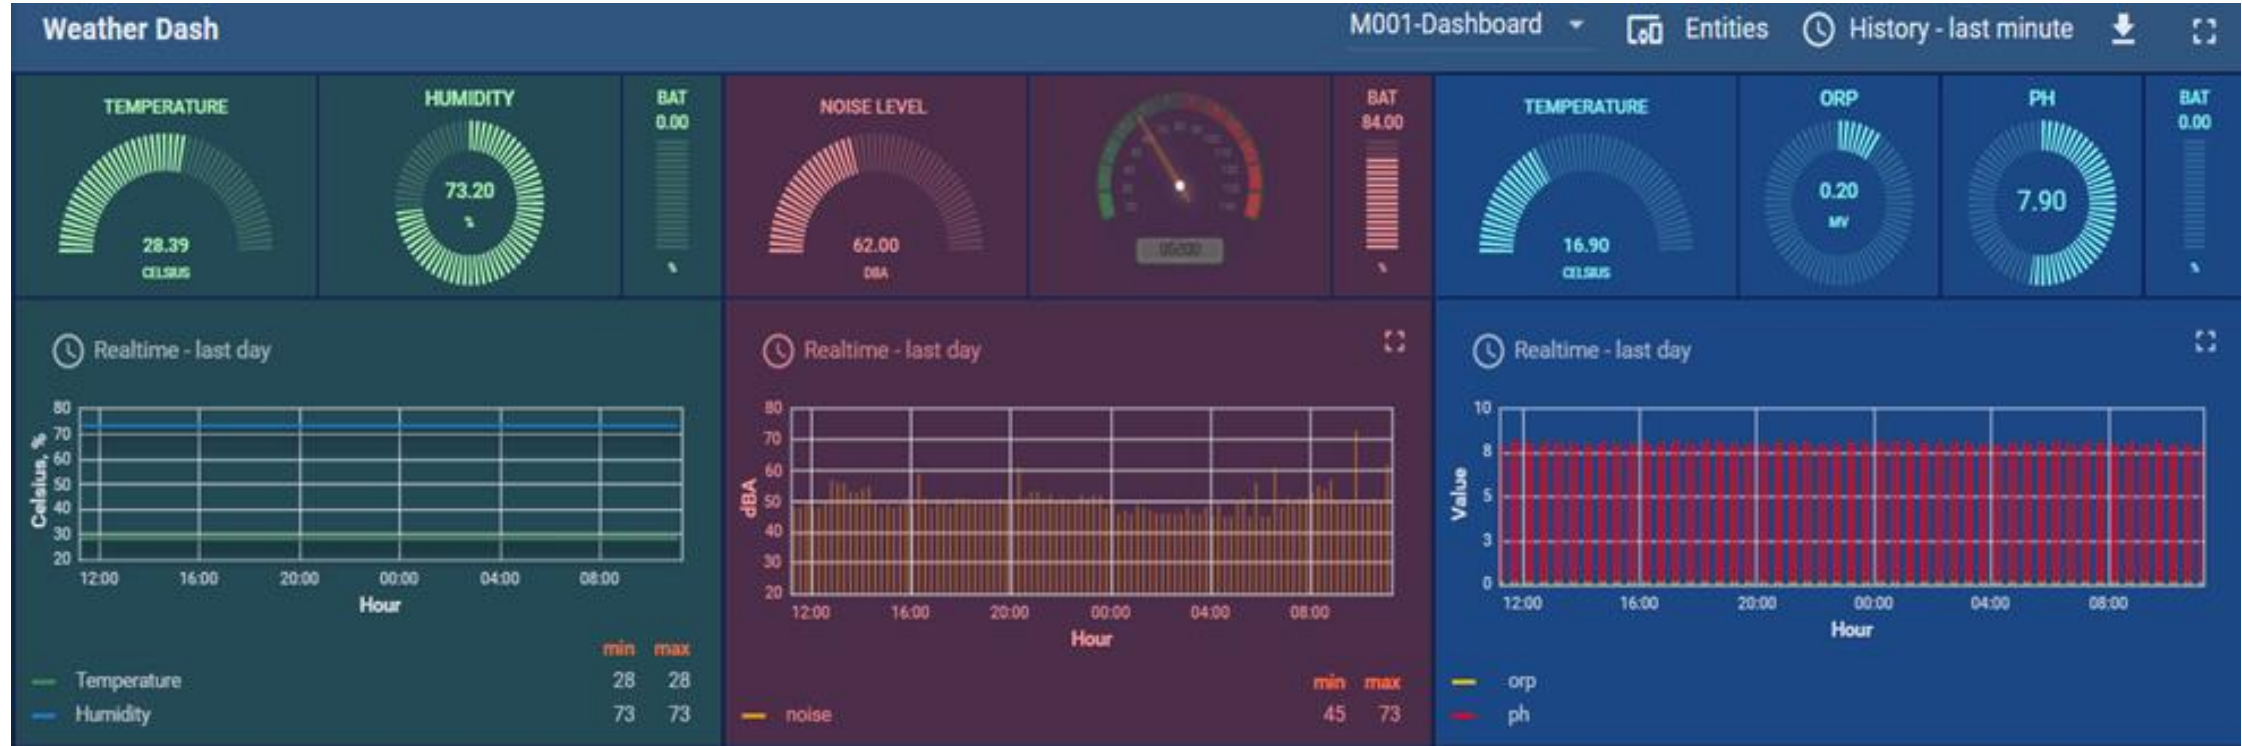 Weather Dash
M001-Dashboard
Entities
History - last minute
TEMPERATURE
28.39
CELSIUS
HUMIDITY
73.20
%
BAT
0.00
%
NOISE LEVEL
62.00
DBA
BAT
84.00
%
TEMPERATURE
16.90
CELSIUS
ORP
0.20
MV
PH
7.90
BAT
0.00
%
Realtime - last day
Celsius, %
80
70
60
50
40
30
20
12:00 16:00 20:00 00:00 04:00 08:00
Hour
min max
Temperature 28 28
Humidity 73 73
Realtime - last day
dBA
80
70
60
50
40
30
20
12:00 16:00 20:00 00:00 04:00 08:00
Hour
min max
noise 45 73
Realtime - last day
Value
10
8
5
3
0
12:00 16:00 20:00 00:00 04:00 08:00
Hour
orp
ph